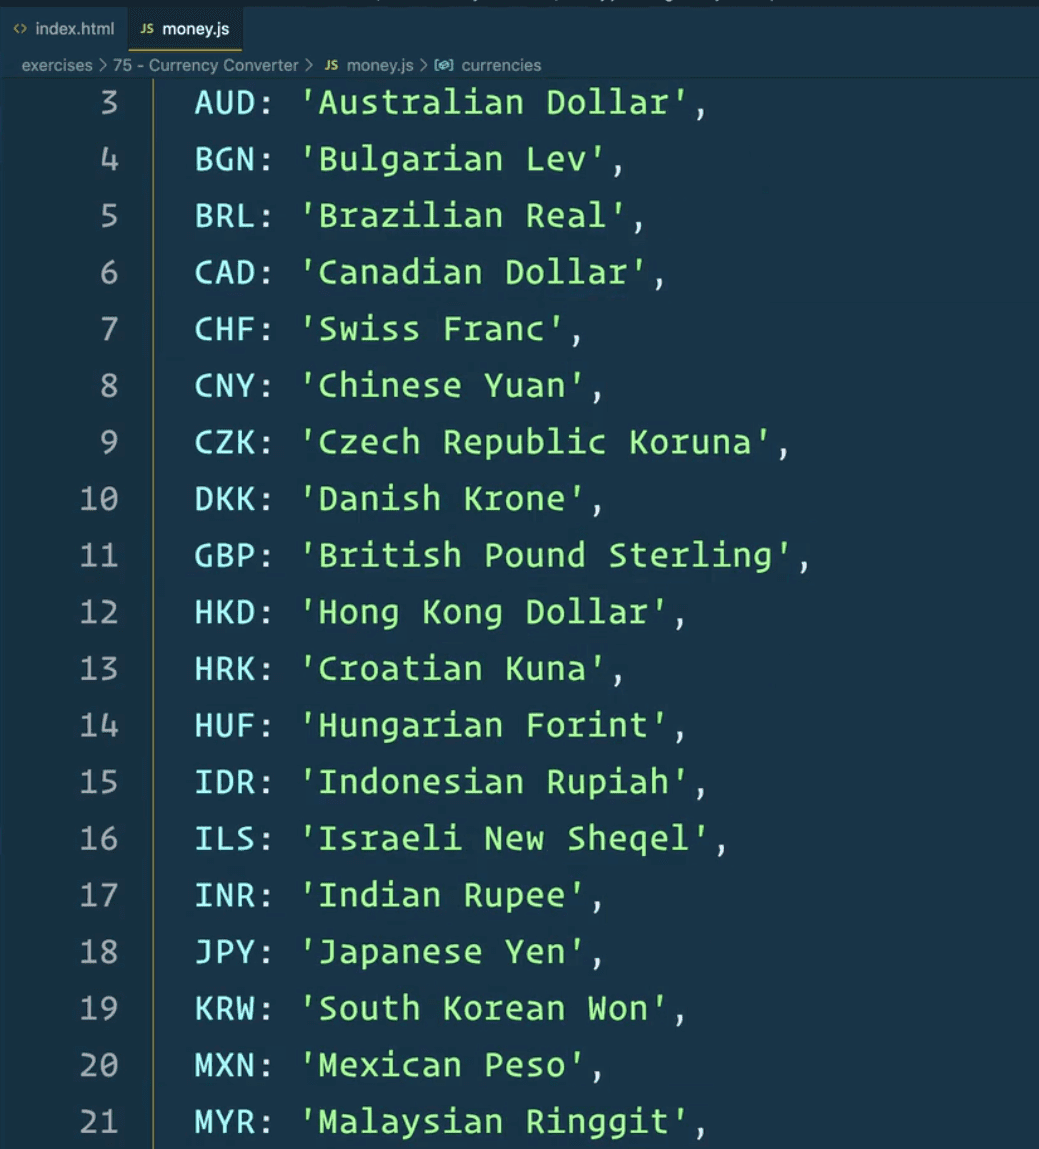 index.html JS money.js
exercises > 75 - Currency Converter > JS money.js > currencies
3 AUD: 'Australian Dollar',
4 BGN: 'Bulgarian Lev',
5 BRL: 'Brazilian Real',
6 CAD: 'Canadian Dollar',
7 CHF: 'Swiss Franc',
8 CNY: 'Chinese Yuan',
9 CZK: 'Czech Republic Koruna',
10 DKK: 'Danish Krone',
11 GBP: 'British Pound Sterling',
12 HKD: 'Hong Kong Dollar',
13 HRK: 'Croatian Kuna',
14 HUF: 'Hungarian Forint',
15 IDR: 'Indonesian Rupiah',
16 ILS: 'Israeli New Sheqel',
17 INR: 'Indian Rupee',
18 JPY: 'Japanese Yen',
19 KRW: 'South Korean Won',
20 MXN: 'Mexican Peso',
21 MYR: 'Malaysian Ringgit',